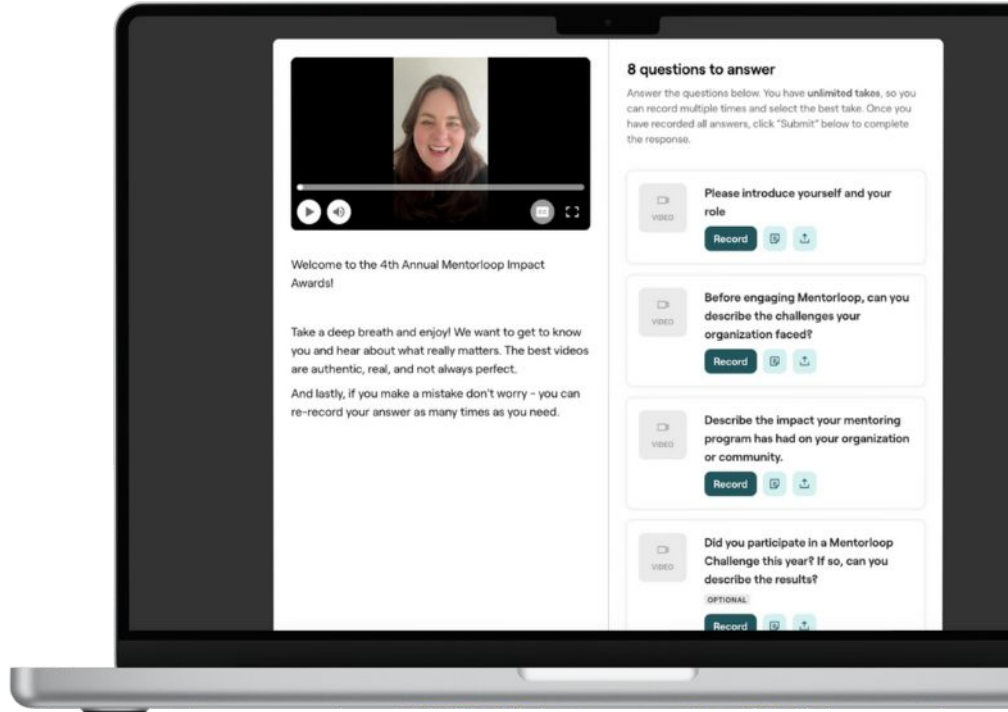 CC
Welcome to the 4th Annual Mentorloop Impact
Awards!
Take a deep breath and enjoy! We want to get to know
you and hear about what really matters. The best videos
are authentic, real, and not always perfect.
And lastly, if you make a mistake don't worry - you can
re-record your answer as many times as you need.
8 questions to answer
Answer the questions below. You have unlimited takes, so you
can record multiple times and select the best take. Once you
have recorded all answers, click "Submit" below to complete
the response.
VIDEO
Please introduce yourself and your
role
Record
VIDEO
Before engaging Mentorloop, can you
describe the challenges your
organization faced?
Record
VIDEO
Describe the impact your mentoring
program has had on your organization
or community.
Record
VIDEO
Did you participate in a Mentorloop
Challenge this year? If so, can you
describe the results?
OPTIONAL
Record